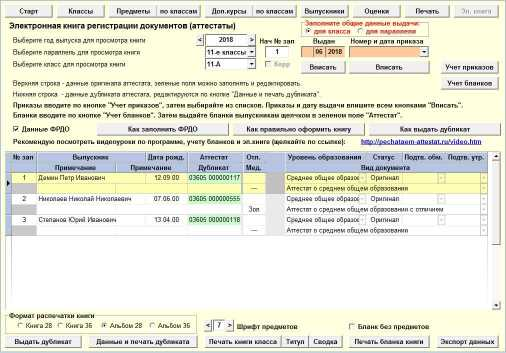 Старт Классы Предметы по классам Доп.курсы по классам Выпускники Оценки Печать Эл. книга
Электронная книга регистрации документов (аттестаты)
Заполните общие данные выдачи:
для класса для параллели
Выберите год выпуска для просмотра книги < 2018 > Нач № зап Выдан Номер и дата приказа
Выберите параллель для просмотра книги 11-е классы 1 06 2018
Выберите класс для просмотра книги 11-А Корр Вписать Вписать Учет приказов
Верхняя строка - данные оригинала аттестата, зеленые поля можно заполнять и редактировать. Учет бланков
Нижняя строка - данные дубликата аттестата, редактируются по кнопке "Данные и печать дубликата".
Приказы вводите по кнопке "Учет приказов", затем выбирайте из списков. Приказы и дату выдачи впишем всем кнопками "Вписать".
Бланки вводите по кнопке "Учет бланков". Затем выдайте бланки выпускникам щелчком в зеленом поле "Аттестат".
Данные ФРДО Как заполнить ФРДО Как правильно оформить книгу Как выдать дубликат
Рекомендую посмотреть видеоуроки по программе, учету бланков и эл.книге (щелкайте по ссылке): http://pechataem-attestat.ru/video.htm
№ зап Выпускник Дата рожд. Аттестат Отл. Уровень образования Статус Подтв. обм. Подтв. утр.
Примечание Примечание Дубликат Мед. Вид документа
1 Демин Петр Иванович 12.09.00 03605 000000117 Среднее общее образов Оригинал - -
--- Аттестат о среднем общем образовании
2 Николаев Николай Николаевич 07.06.00 03605 000000555 Среднее общее образов Оригинал - -
Зол Аттестат о среднем общем образовании с отличием
3 Степанов Юрий Иванович 13.04.00 03605 000000118 Среднее общее образов Оригинал - -
--- Аттестат о среднем общем образовании
Формат распечатки книги
Книга 28 Книга 36 Альбом 28 Альбом 36 < 7 > Шрифт предметов Бланк без предметов
Выдать дубликат Данные и печать дубликата Печать книги класса Титул Сводка Печать бланка книги Экспорт данных